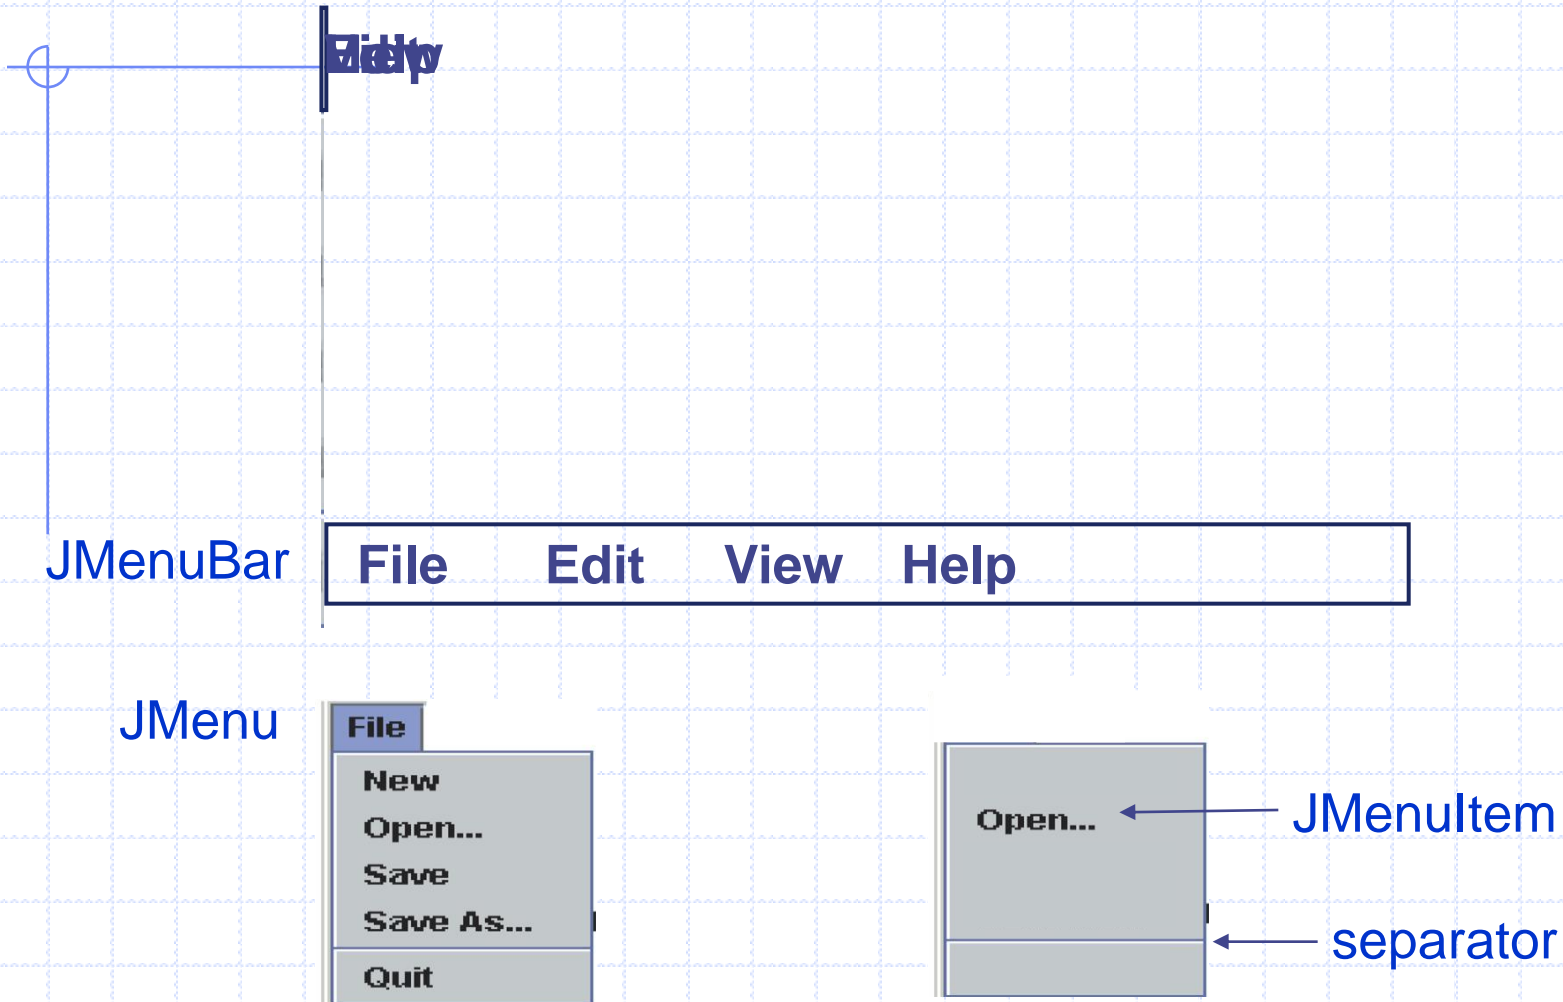 JMenuBar File Edit View Help
JMenu
File
New
Open...
Save
Save As...
Quit
Open...
JMenuItem
separator